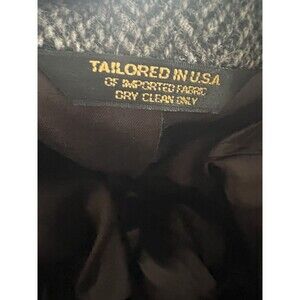 TAILORED IN U.S.A.
OF IMPORTED FABRIC
DRY CLEAN ONLY